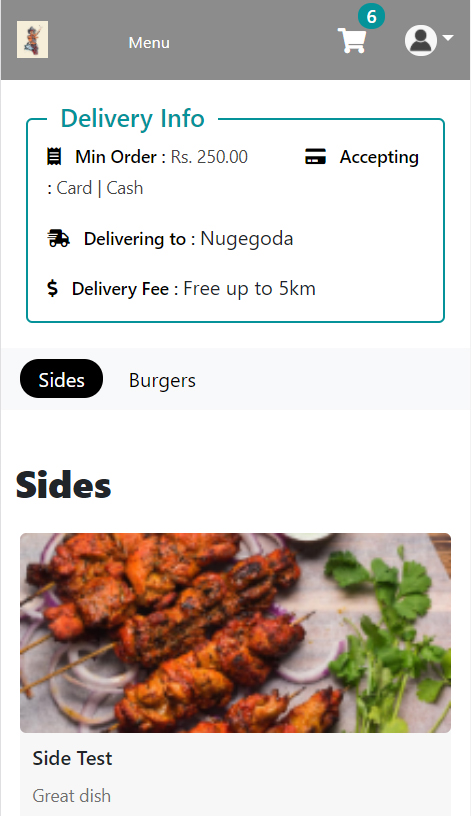 Menu
6
Delivery Info
Min Order : Rs. 250.00 Accepting
: Card | Cash
Delivering to : Nugegoda
Delivery Fee : Free up to 5km
Sides Burgers
Sides
Side Test
Great dish